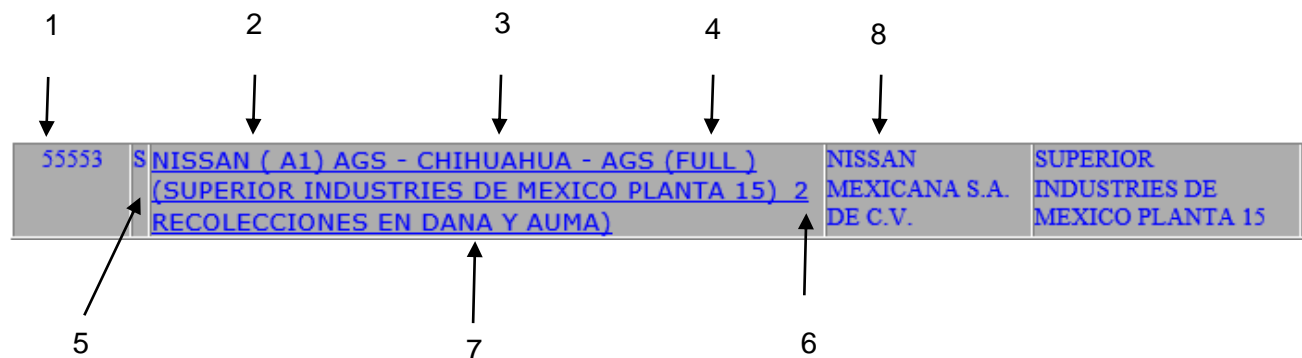 1 2 3 4 8
55553 S NISSAN ( A1) AGS - CHIHUAHUA - AGS (FULL )
(SUPERIOR INDUSTRIES DE MEXICO PLANTA 15) 2
RECOLECCIONES EN DANA Y AUMA)
NISSAN
MEXICANA S.A.
DE C.V.
SUPERIOR
INDUSTRIES DE
MEXICO PLANTA 15
5 7 6